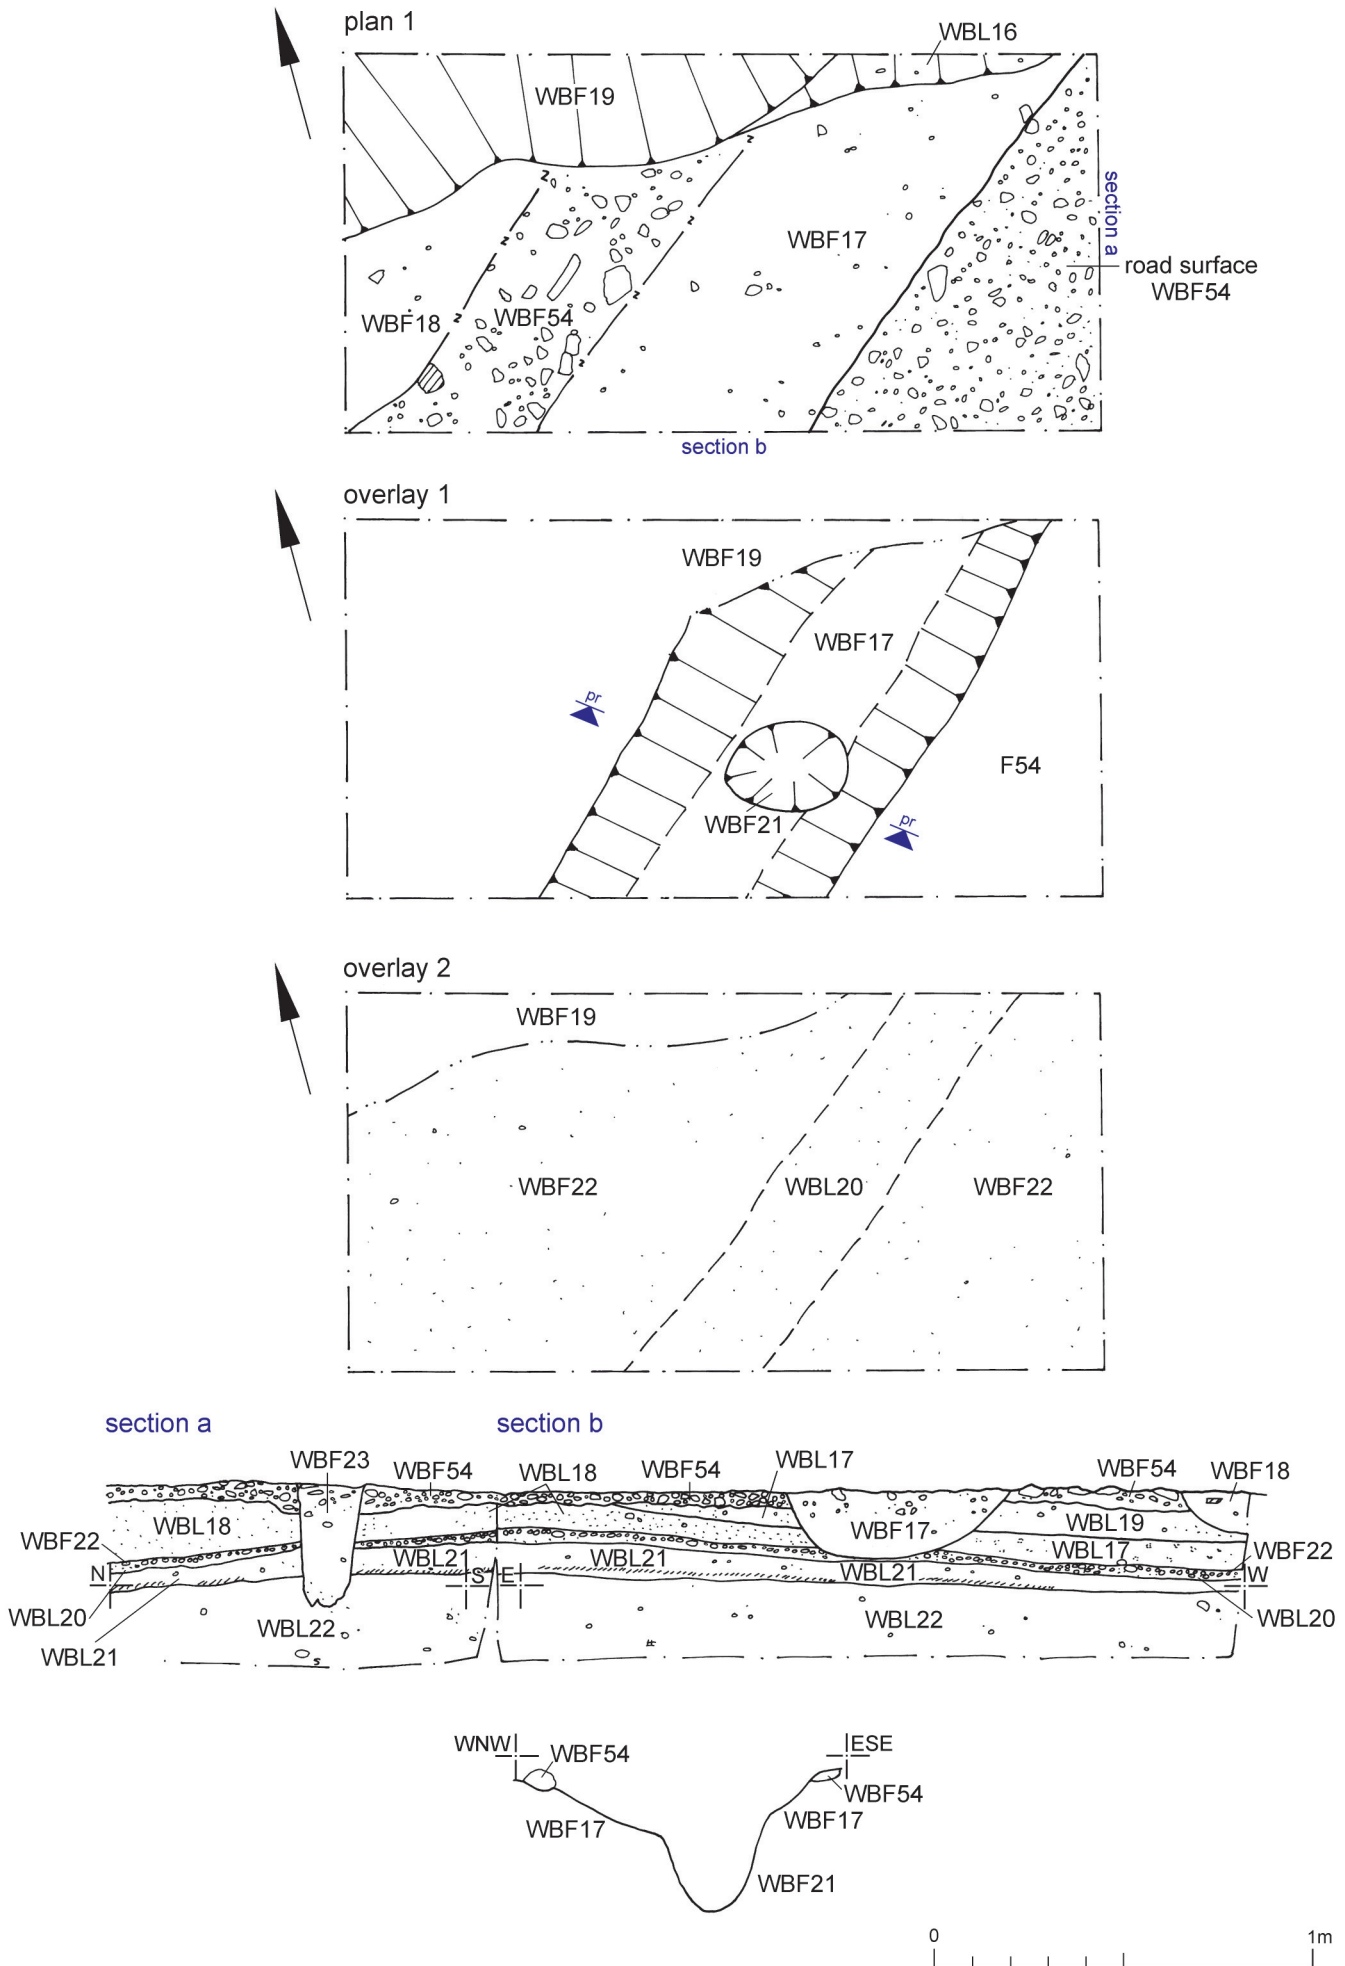 plan 1
WBL16
WBF19
section a
WBF17
road surface
WBF54
WBF18
WBF54
section b
overlay 1
WBF19
WBF17
pr
F54
WBF21
pr
overlay 2
WBF19
WBF22
WBL20
WBF22
section a
section b
WBF23
WBF54
WBL18
WBF54
WBL17
WBF54
WBF18
WBL18
WBF17
WBL19
WBF22
WBL21
WBL21
WBL21
WBL17
WBF22
N
S
E
W
WBL20
WBL22
WBL22
WBL20
WBL21
WNW
ESE
WBF54
WBF54
WBF17
WBF17
WBF21
0
1m